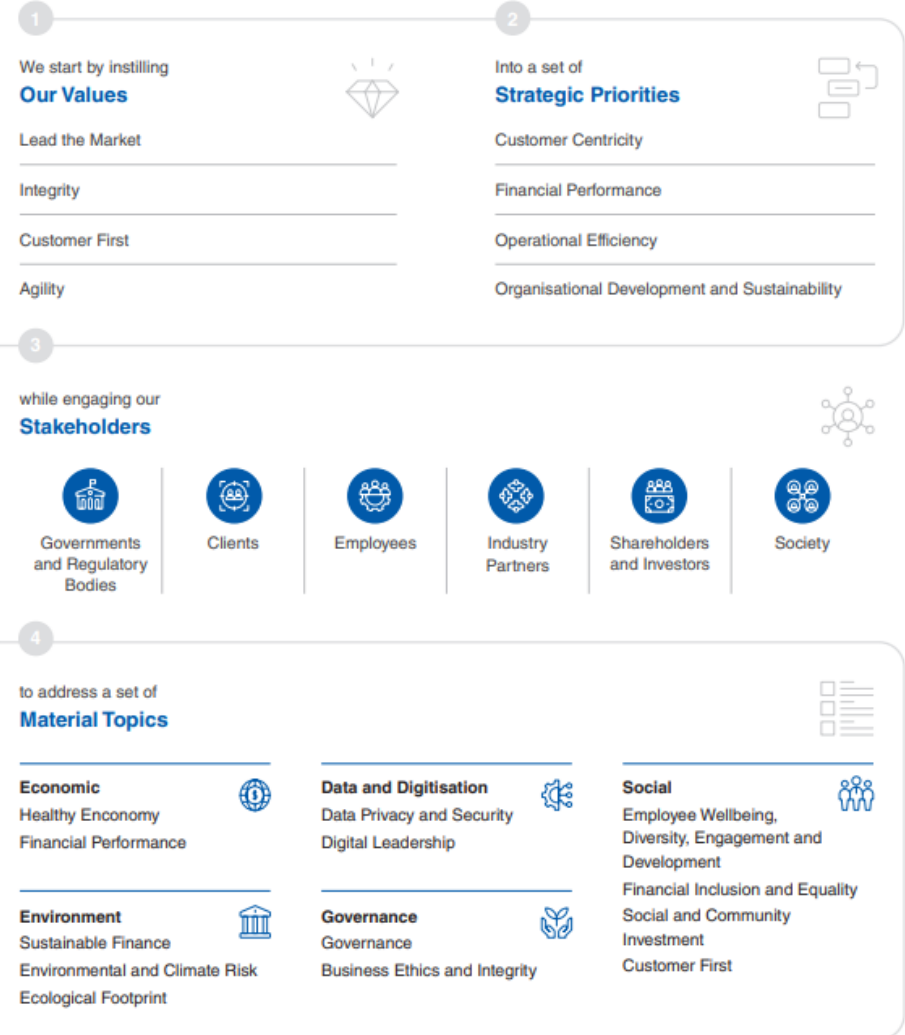 1
We start by instilling
Our Values
Lead the Market
Integrity
Customer First
Agility
2
Into a set of
Strategic Priorities
Customer Centricity
Financial Performance
Operational Efficiency
Organisational Development and Sustainability
3
while engaging our
Stakeholders
Governments
and Regulatory
Bodies
Clients
Employees
Industry
Partners
Shareholders
and Investors
Society
4
to address a set of
Material Topics
Economic
Healthy Enconomy
Financial Performance
Data and Digitisation
Data Privacy and Security
Digital Leadership
Social
Employee Wellbeing,
Diversity, Engagement and
Development
Financial Inclusion and Equality
Social and Community
Investment
Customer First
Environment
Sustainable Finance
Environmental and Climate Risk
Ecological Footprint
Governance
Governance
Business Ethics and Integrity